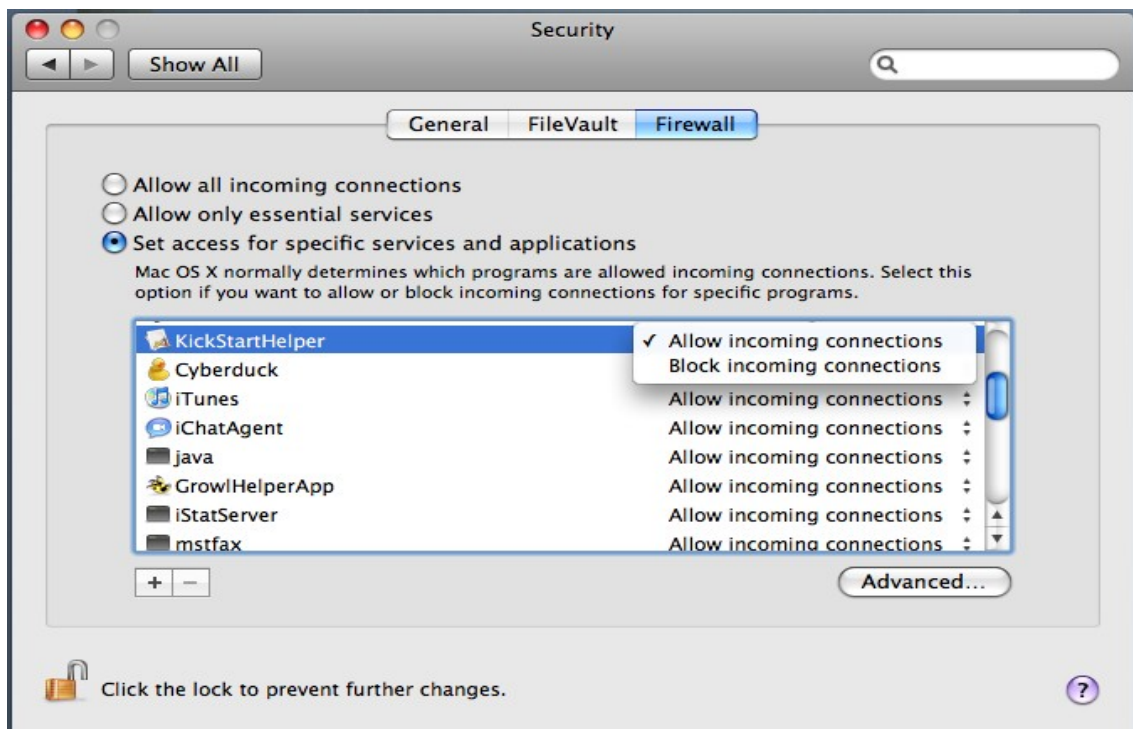 Security
Show All
General FileVault Firewall
Allow all incoming connections
Allow only essential services
Set access for specific services and applications
Mac OS X normally determines which programs are allowed incoming connections. Select this
option if you want to allow or block incoming connections for specific programs.
KickStartHelper ✓ Allow incoming connections
Cyberduck Block incoming connections
iTunes Allow incoming connections
iChatAgent Allow incoming connections
java Allow incoming connections
GrowlHelperApp Allow incoming connections
iStatServer Allow incoming connections
mstfax Allow incoming connections
+ −
Advanced...
Click the lock to prevent further changes.
?